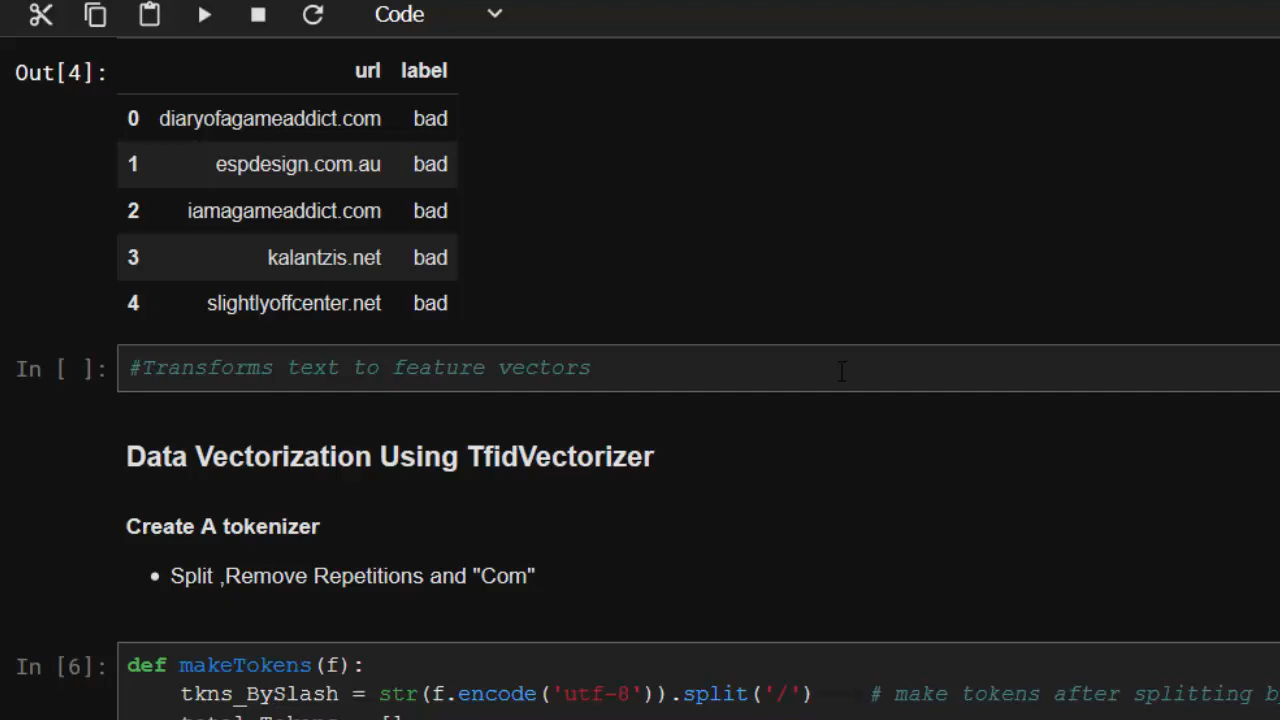 Code
Out[4]: url label
0 diaryofagameaddict.com bad
1 espdesign.com.au bad
2 iamagameaddict.com bad
3 kalantzis.net bad
4 slightlyoffcenter.net bad
In [ ]: #Transforms text to feature vectors
Data Vectorization Using TfidVectorizer
Create A tokenizer
• Split ,Remove Repetitions and "Com"
In [6]: def makeTokens(f):
tkns_BySlash = str(f.encode('utf-8')).split('/') # make tokens after splitting